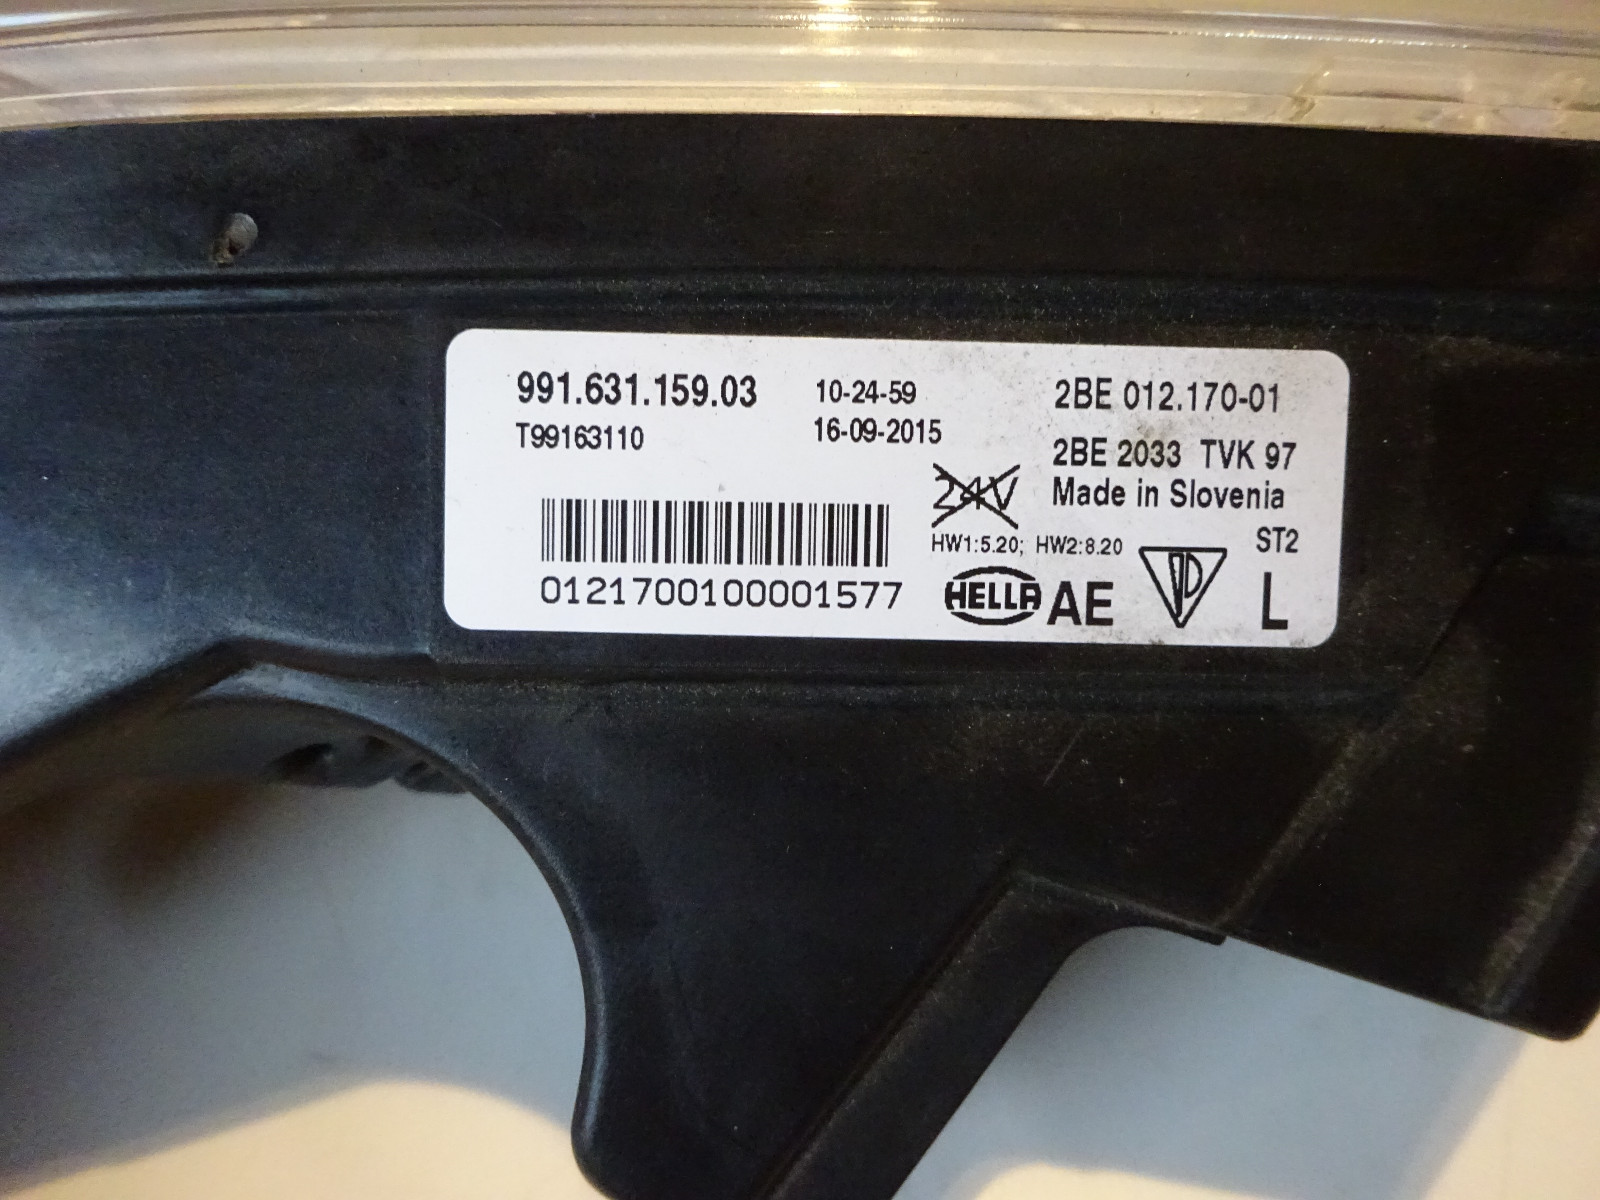 991.631.159.03 10-24-59 2BE 012.170-01
T99163110 16-09-2015 2BE 2033 TVK 97
24V Made in Slovenia
HW1:5.20; HW2:8.20 ST2
0121700100001577 HELLA AE PD L